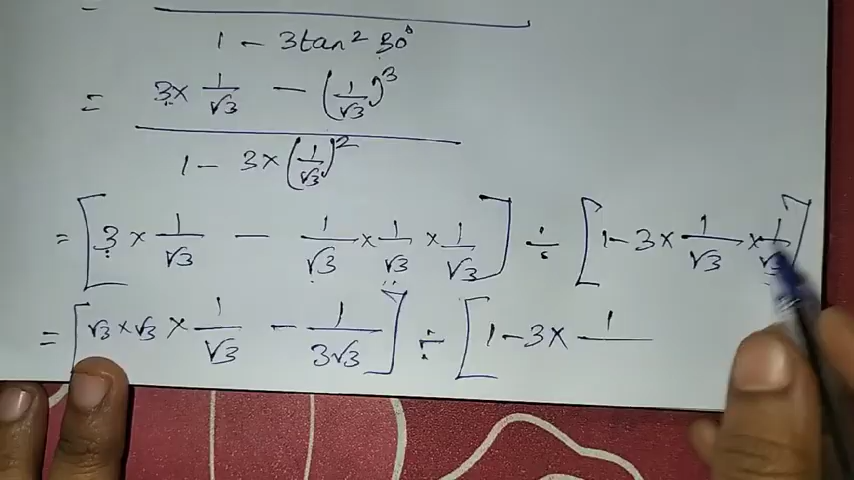 =
1 - 3tan² 30°
= 3× 1/√3 - (1/√3)³
1 - 3×(1/√3)²
= [3 × 1/√3 - 1/√3 × 1/√3 × 1/√3] ÷ [1-3 × 1/√3 × 1/√3]
= [√3 × √3 × 1/√3 - 1/3√3] ÷ [1-3 × 1/